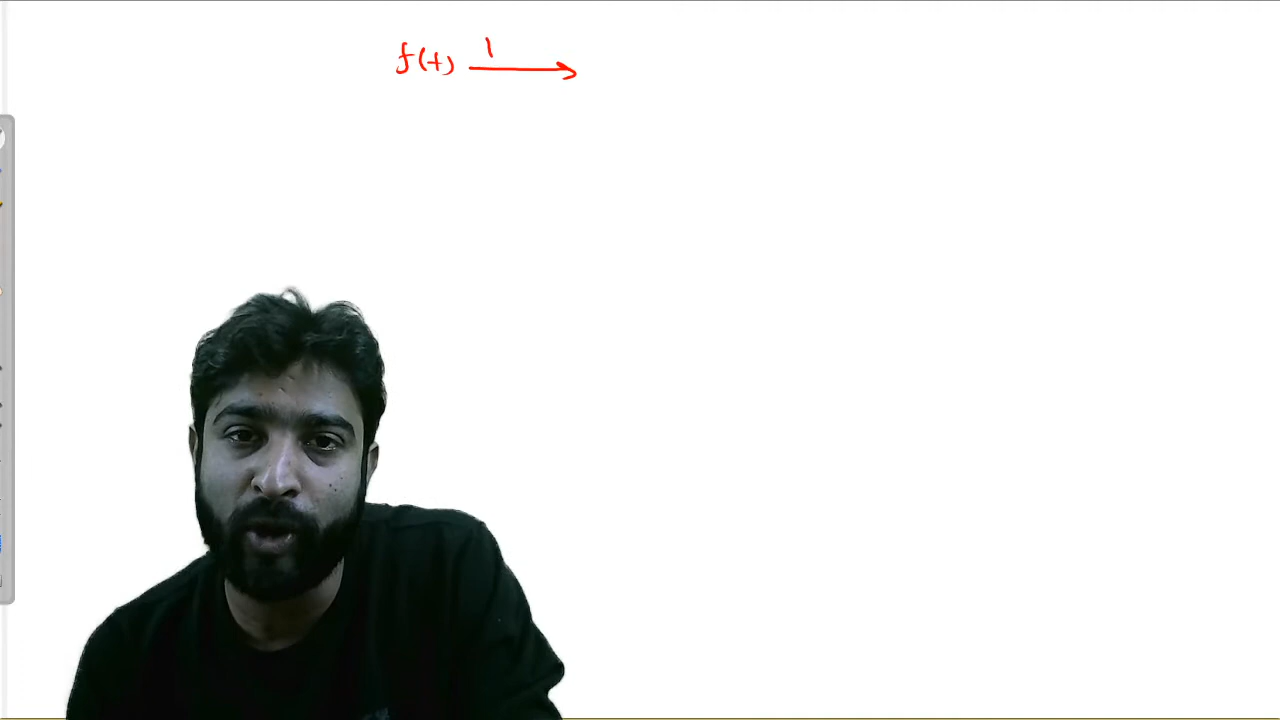 f(t) 1 →